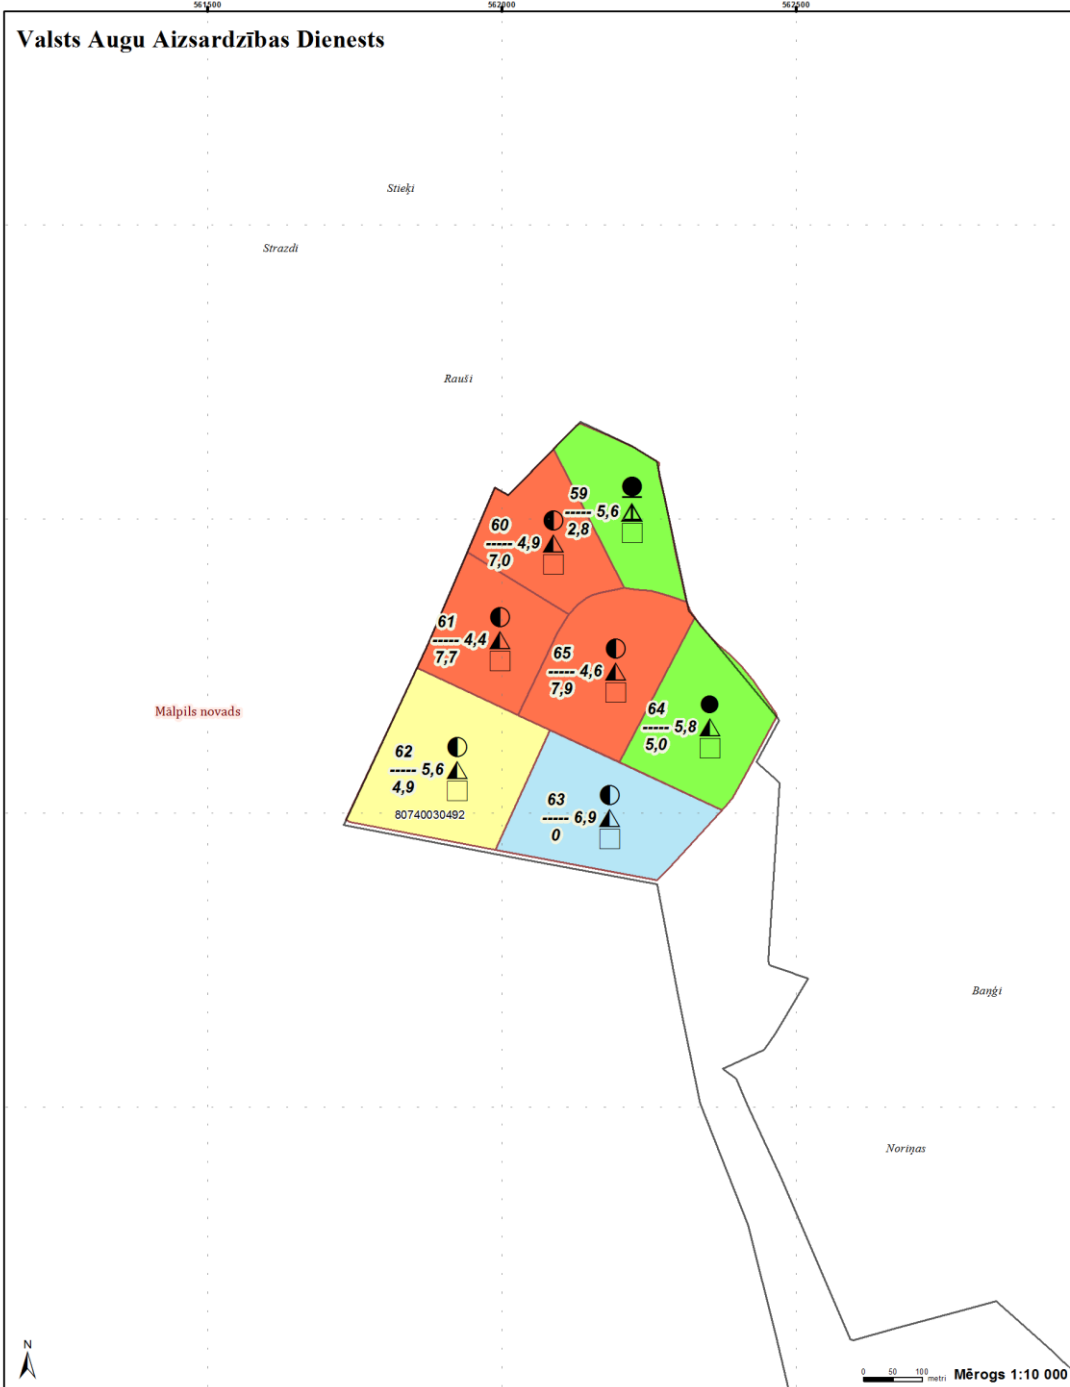 561500
562000
562500
Valsts Augu Aizsardzības Dienests
Stieķi
Strazdi
Rauši
59
----- 5,6
2,8
60
----- 4,9
7,0
61
----- 4,4
7,7
65
----- 4,6
7,9
64
----- 5,8
5,0
Mālpils novads
62
----- 5,6
4,9
80740030492
63
----- 6,9
0
Baņģi
Noriņas
N
0 50 100
metri
Mērogs 1:10 000